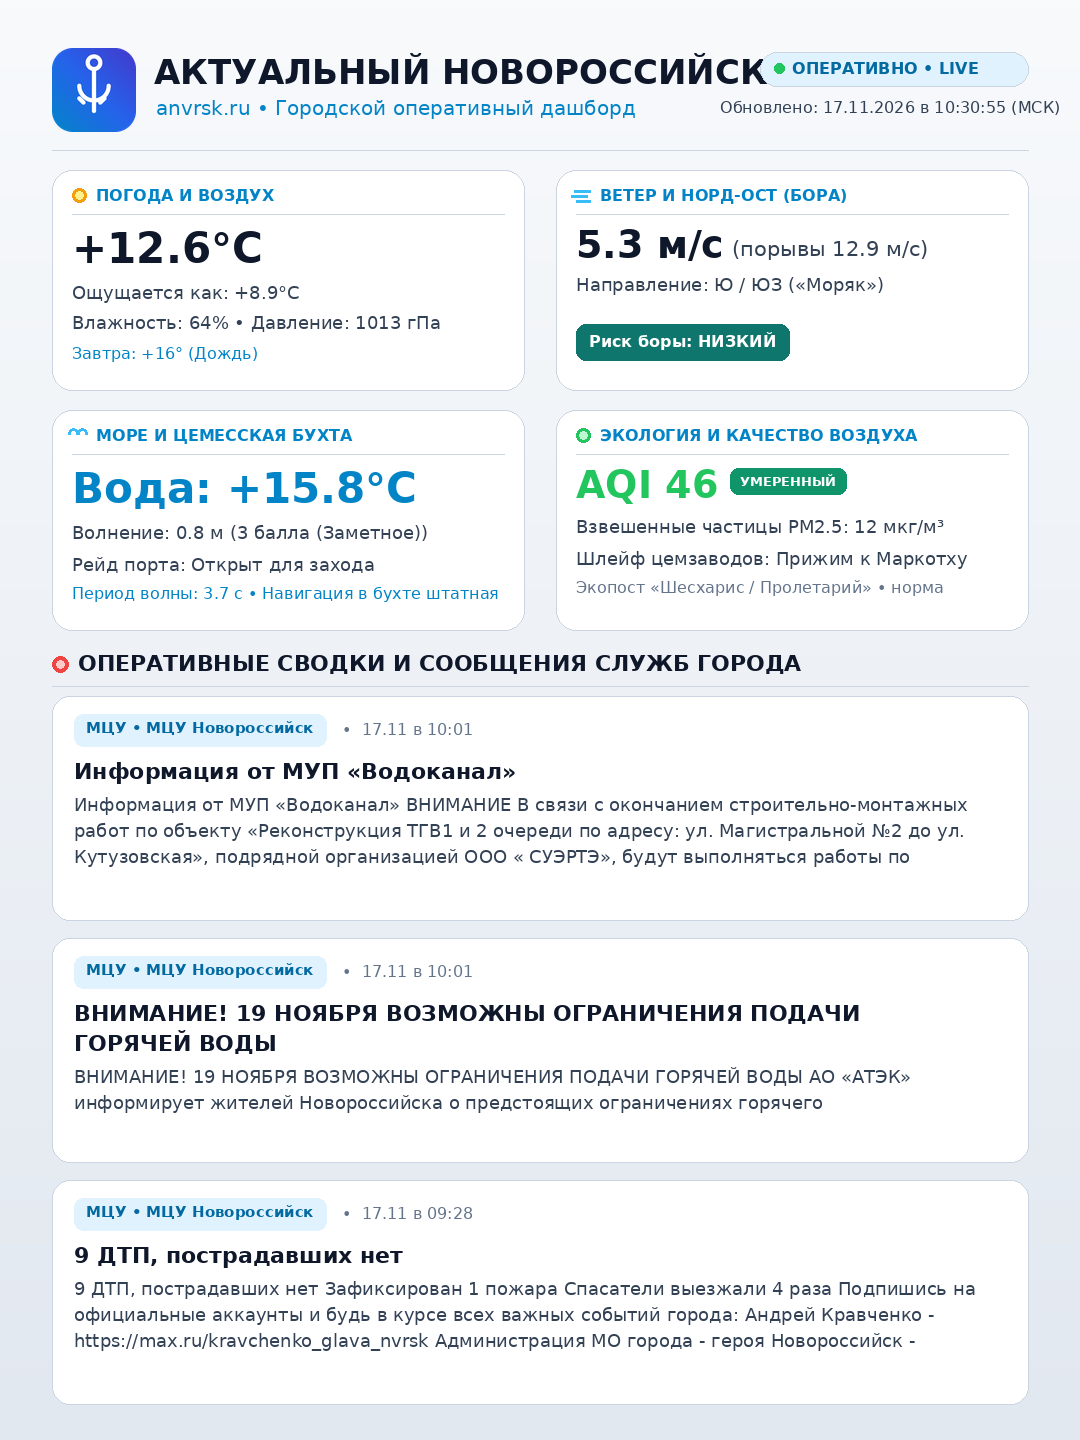 АКТУАЛЬНЫЙ НОВОРОССИЙСК
ОПЕРАТИВНО • LIVE
anvrsk.ru • Городской оперативный дашборд
Обновлено: 17.11.2026 в 10:30:55 (МСК)
ПОГОДА И ВОЗДУХ
+12.6°C
Ощущается как: +8.9°C
Влажность: 64% • Давление: 1013 гПа
Завтра: +16° (Дождь)
ВЕТЕР И НОРД-ОСТ (БОРА)
5.3 м/с (порывы 12.9 м/с)
Направление: Ю / ЮЗ («Моряк»)
Риск боры: НИЗКИЙ
МОРЕ И ЦЕМЕССКАЯ БУХТА
Вода: +15.8°C
Волнение: 0.8 м (3 балла (Заметное))
Рейд порта: Открыт для захода
Период волны: 3.7 с • Навигация в бухте штатная
ЭКОЛОГИЯ И КАЧЕСТВО ВОЗДУХА
AQI 46 УМЕРЕННЫЙ
Взвешенные частицы PM2.5: 12 мкг/м³
Шлейф цемзаводов: Прижим к Маркотху
Экопост «Шесхарис / Пролетарий» • норма
ОПЕРАТИВНЫЕ СВОДКИ И СООБЩЕНИЯ СЛУЖБ ГОРОДА
МЦУ • МЦУ Новороссийск • 17.11 в 10:01
Информация от МУП «Водоканал»
Информация от МУП «Водоканал» ВНИМАНИЕ В связи с окончанием строительно-монтажных
работ по объекту «Реконструкция ТГВ1 и 2 очереди по адресу: ул. Магистральной №2 до ул.
Кутузовская», подрядной организацией ООО « СУЭРТЭ», будут выполняться работы по
МЦУ • МЦУ Новороссийск • 17.11 в 10:01
ВНИМАНИЕ! 19 НОЯБРЯ ВОЗМОЖНЫ ОГРАНИЧЕНИЯ ПОДАЧИ
ГОРЯЧЕЙ ВОДЫ
ВНИМАНИЕ! 19 НОЯБРЯ ВОЗМОЖНЫ ОГРАНИЧЕНИЯ ПОДАЧИ ГОРЯЧЕЙ ВОДЫ АО «АТЭК»
информирует жителей Новороссийска о предстоящих ограничениях горячего
МЦУ • МЦУ Новороссийск • 17.11 в 09:28
9 ДТП, пострадавших нет
9 ДТП, пострадавших нет Зафиксирован 1 пожара Спасатели выезжали 4 раза Подпишись на
официальные аккаунты и будь в курсе всех важных событий города: Андрей Кравченко -
https://max.ru/kravchenko_glava_nvrsk Администрация МО города - героя Новороссийск -